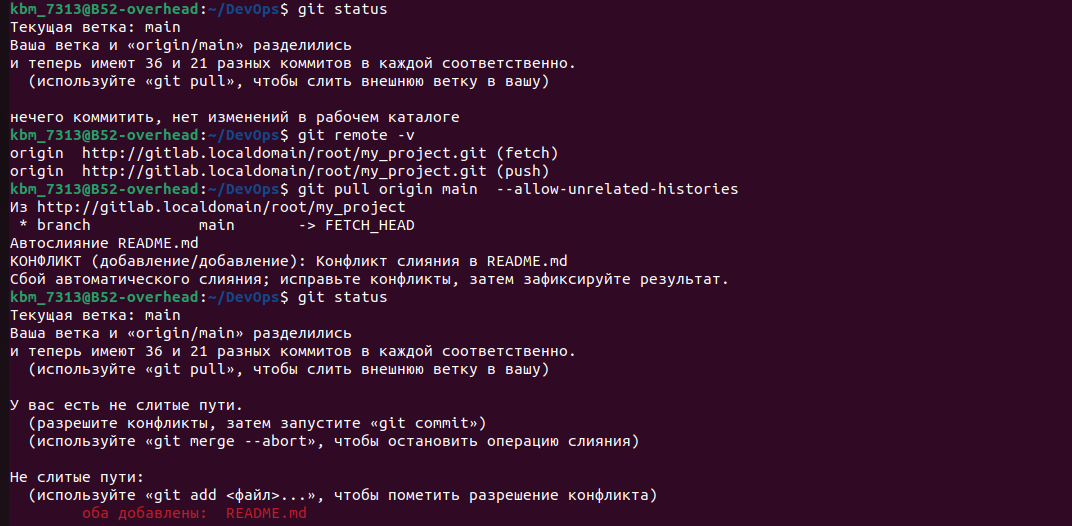 kbm_7313@B52-overhead:~/DevOps$ git status
Текущая ветка: main
Ваша ветка и «origin/main» разделились
и теперь имеют 36 и 21 разных коммитов в каждой соответственно.
  (используйте «git pull», чтобы слить внешнюю ветку в вашу)

нечего коммитить, нет изменений в рабочем каталоге
kbm_7313@B52-overhead:~/DevOps$ git remote -v
origin  http://gitlab.localdomain/root/my_project.git (fetch)
origin  http://gitlab.localdomain/root/my_project.git (push)
kbm_7313@B52-overhead:~/DevOps$ git pull origin main  --allow-unrelated-histories
Из http://gitlab.localdomain/root/my_project
 * branch            main       -> FETCH_HEAD
Автослияние README.md
КОНФЛИКТ (добавление/добавление): Конфликт слияния в README.md
Сбой автоматического слияния; исправьте конфликты, затем зафиксируйте результат.
kbm_7313@B52-overhead:~/DevOps$ git status
Текущая ветка: main
Ваша ветка и «origin/main» разделились
и теперь имеют 36 и 21 разных коммитов в каждой соответственно.
  (используйте «git pull», чтобы слить внешнюю ветку в вашу)

У вас есть не слитые пути.
  (разрешите конфликты, затем запустите «git commit»)
  (используйте «git merge --abort», чтобы остановить операцию слияния)

Не слитые пути:
  (используйте «git add <файл>...», чтобы пометить разрешение конфликта)
        оба добавлены:  README.md